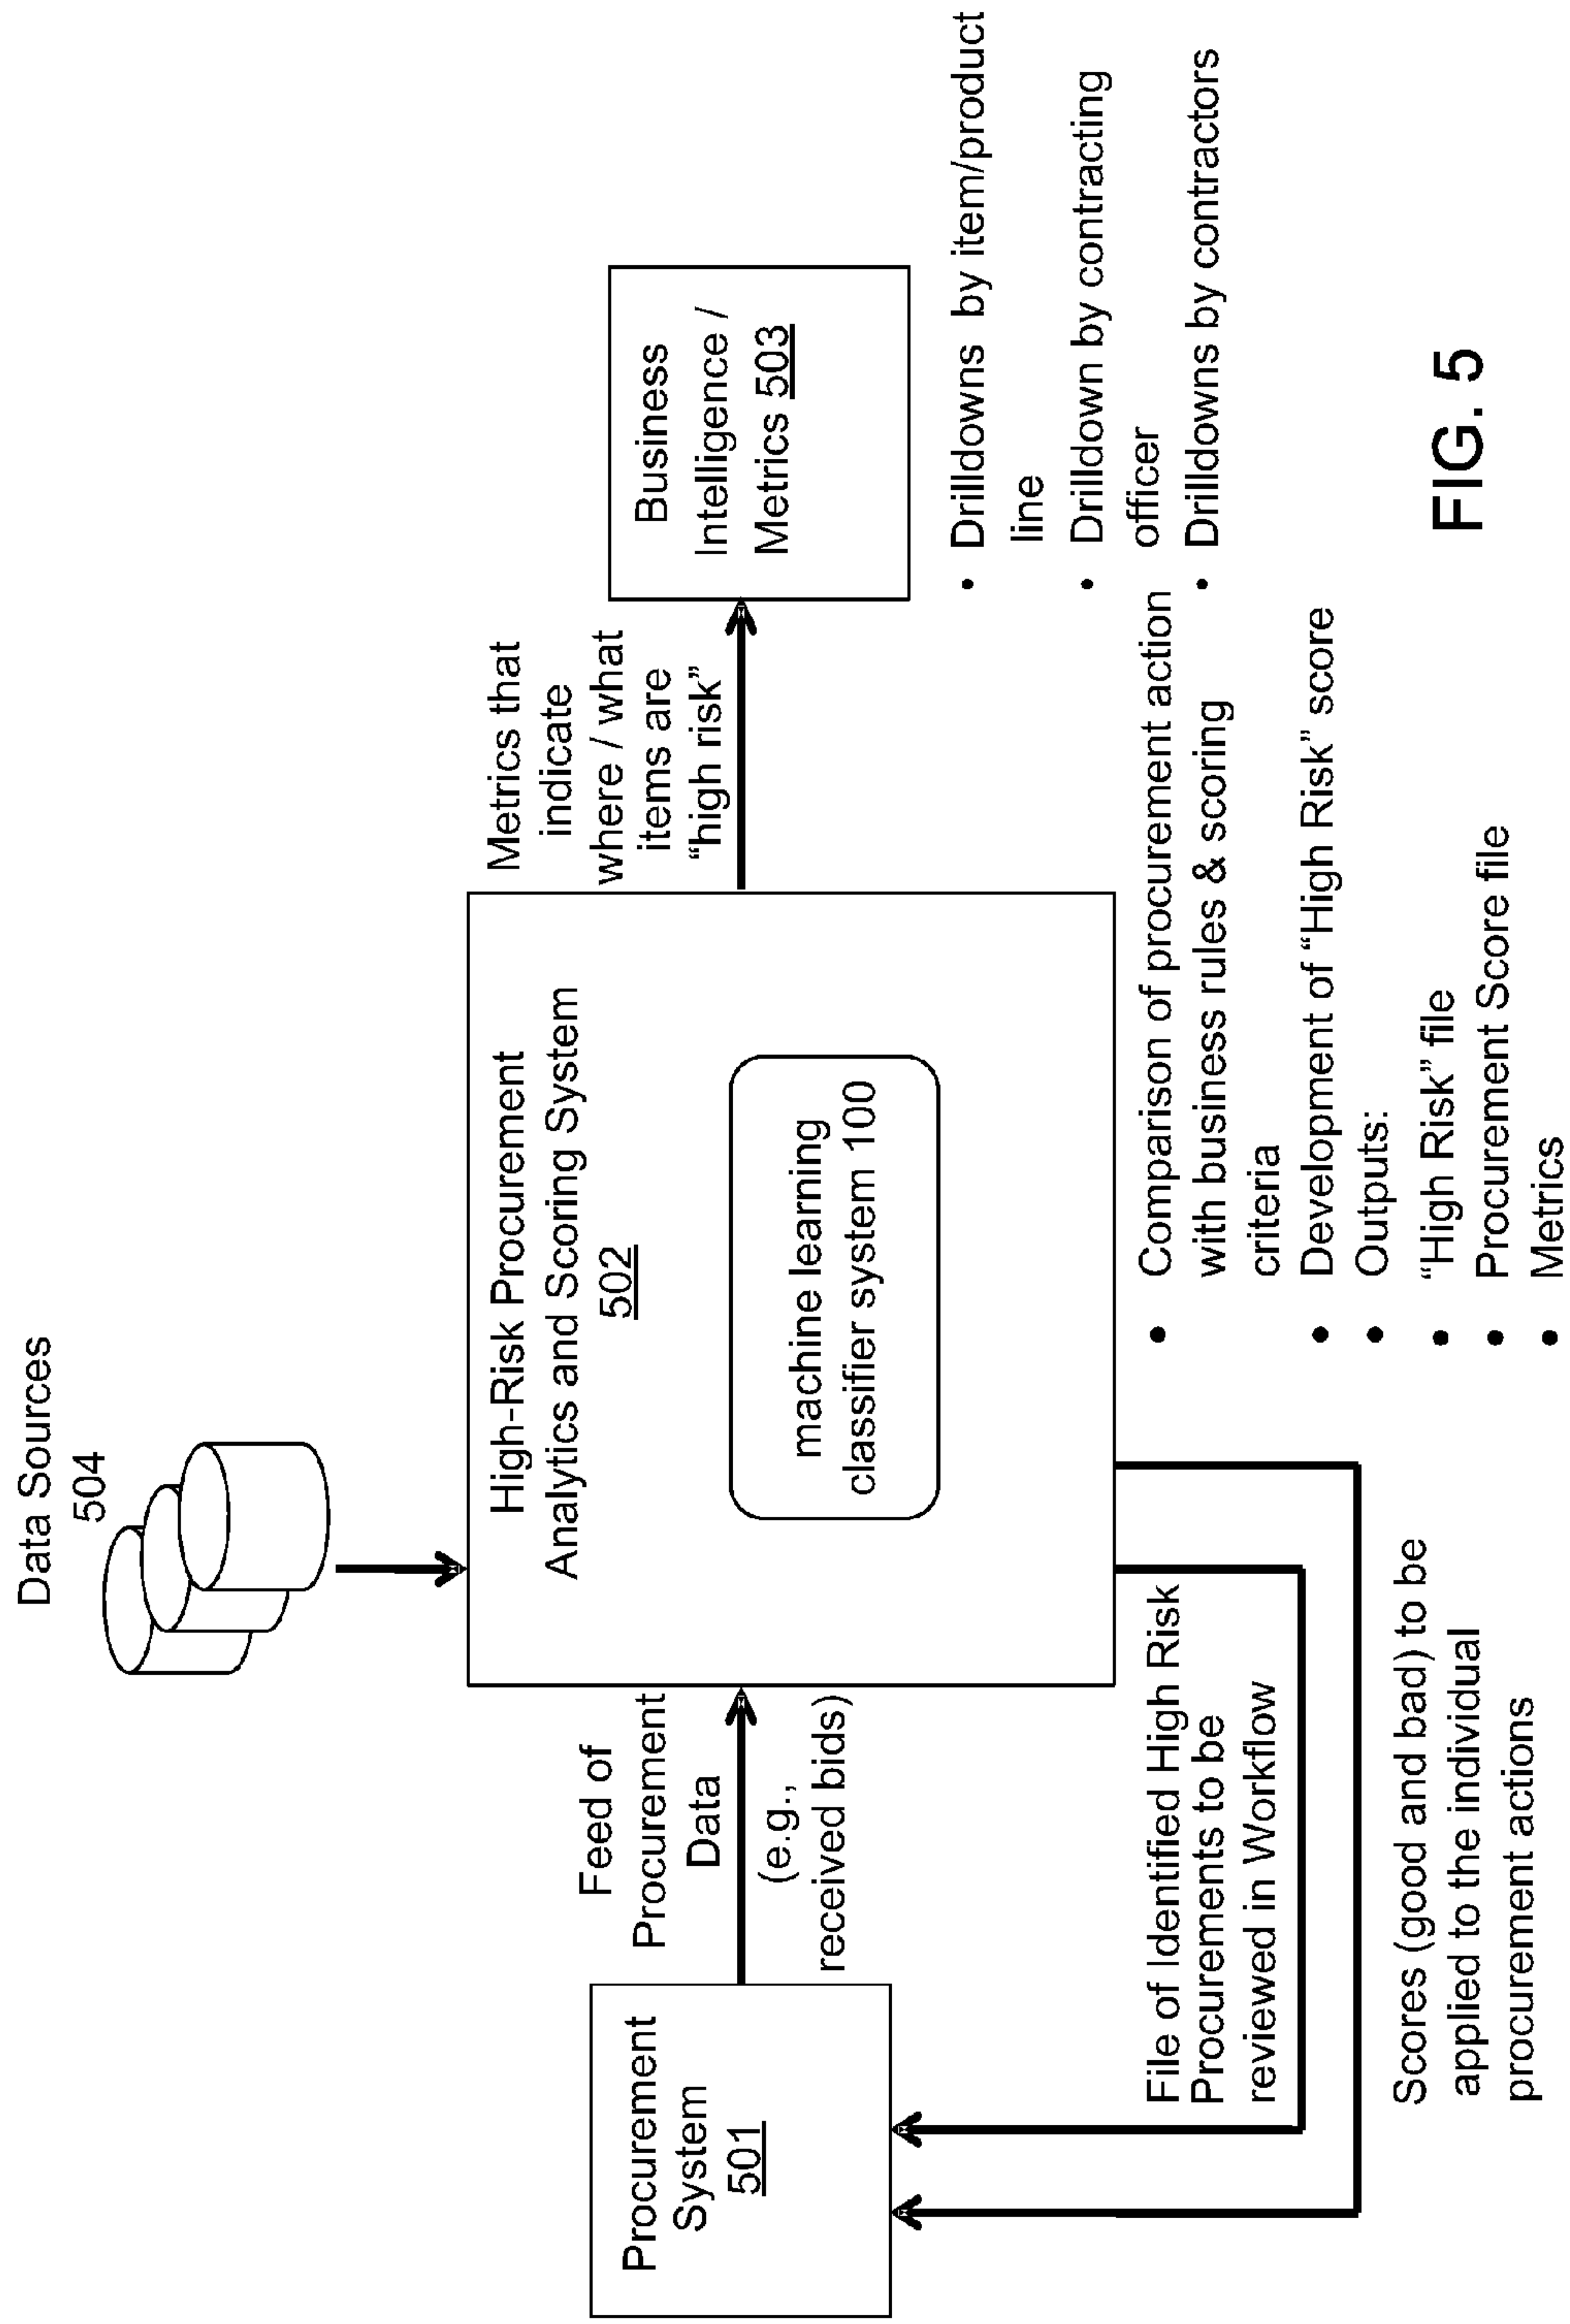 Data Sources
504
High-Risk Procurement
Analytics and Scoring System
502
machine learning
classifier system 100
Procurement
System
501
Feed of
Procurement
Data
(e.g.,
received bids)
Metrics that
indicate
where / what
items are
“high risk”
Business
Intelligence /
Metrics 503
• Drilldowns by item/product
line
• Drilldown by contracting
officer
• Drilldowns by contractors
File of Identified High Risk
Procurements to be
reviewed in Workflow
Scores (good and bad) to be
applied to the individual
procurement actions
• Comparison of procurement action
with business rules & scoring
criteria
• Development of “High Risk” score
• Outputs:
• “High Risk” file
• Procurement Score file
• Metrics
FIG. 5